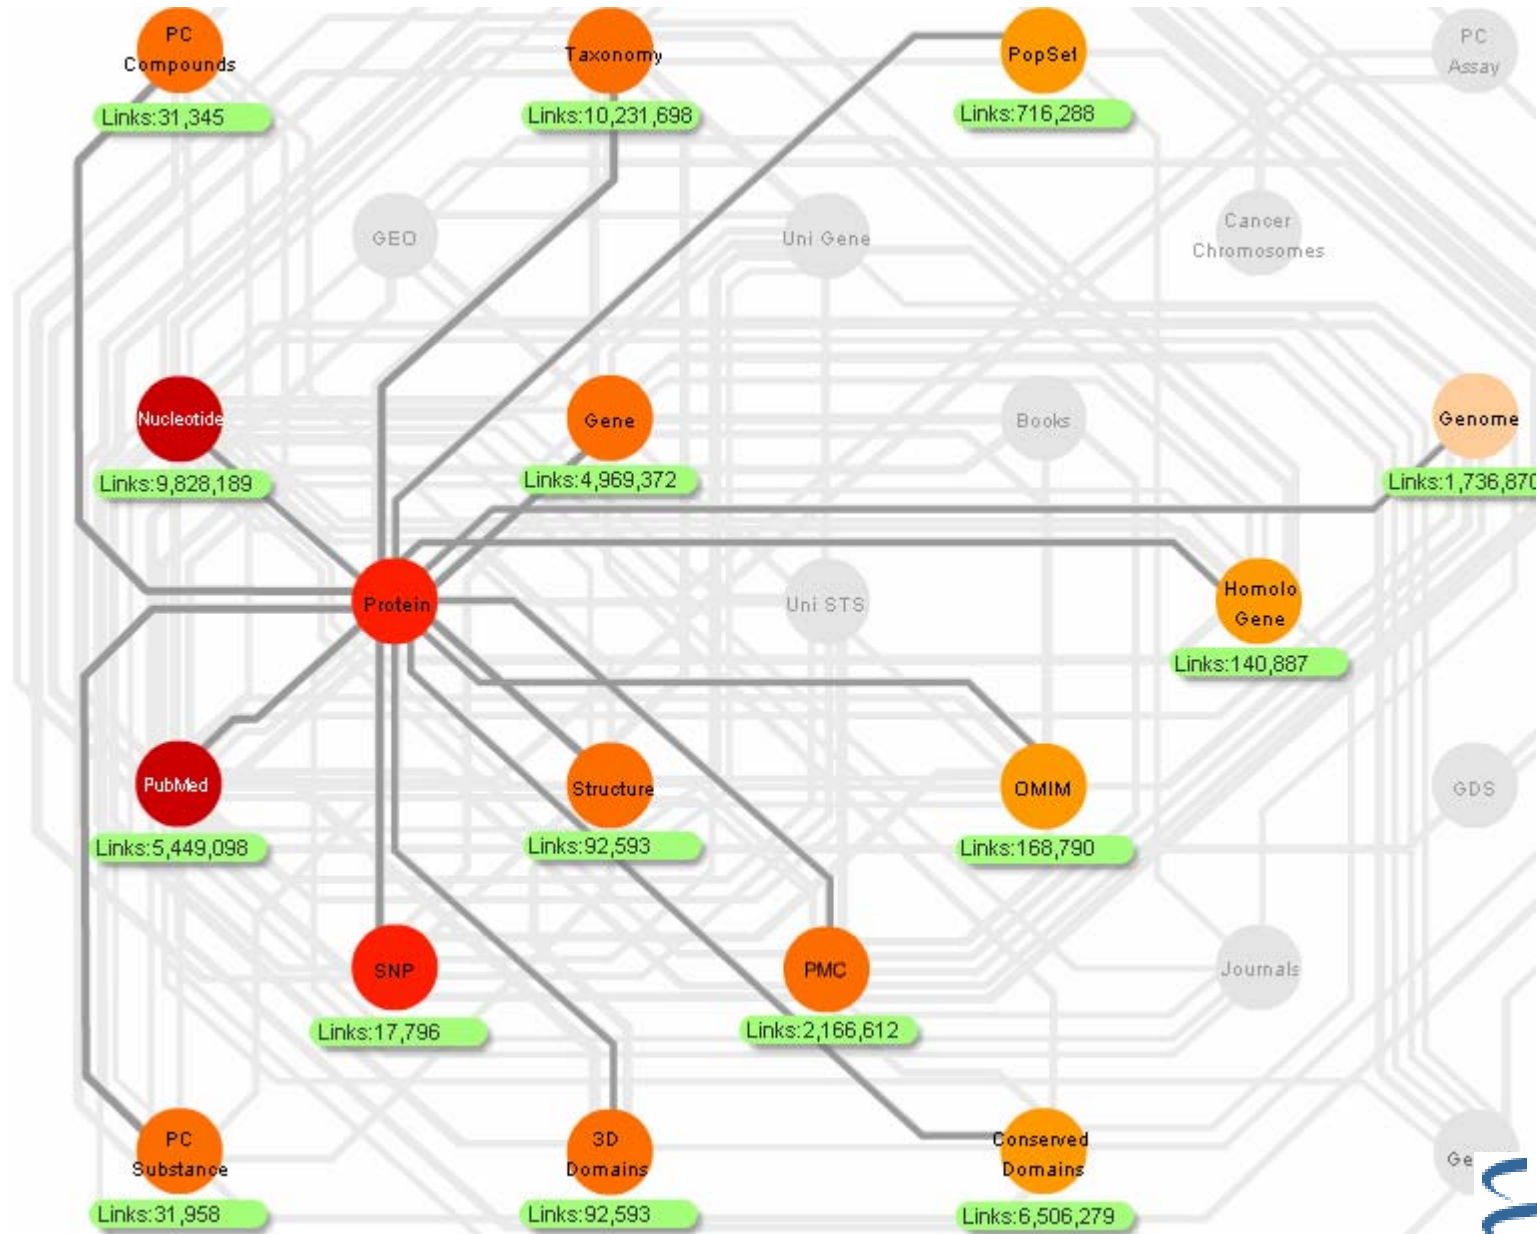 PC
Compounds
Links:31,345
Taxonomy
Links:10,231,698
PopSet
Links:716,288
PC
Assay
GEO
Uni Gene
Cancer
Chromosomes
Nucleotide
Links:9,828,189
Gene
Links:4,969,372
Books
Genome
Links:1,736,870
Protein
Uni STS
Homolo
Gene
Links:140,887
PubMed
Links:5,449,098
Structure
Links:92,593
OMIM
Links:168,790
GDS
SNP
Links:17,796
PMC
Links:2,166,612
Journals
PC
Substance
Links:31,958
3D
Domains
Links:92,593
Conserved
Domains
Links:6,506,279